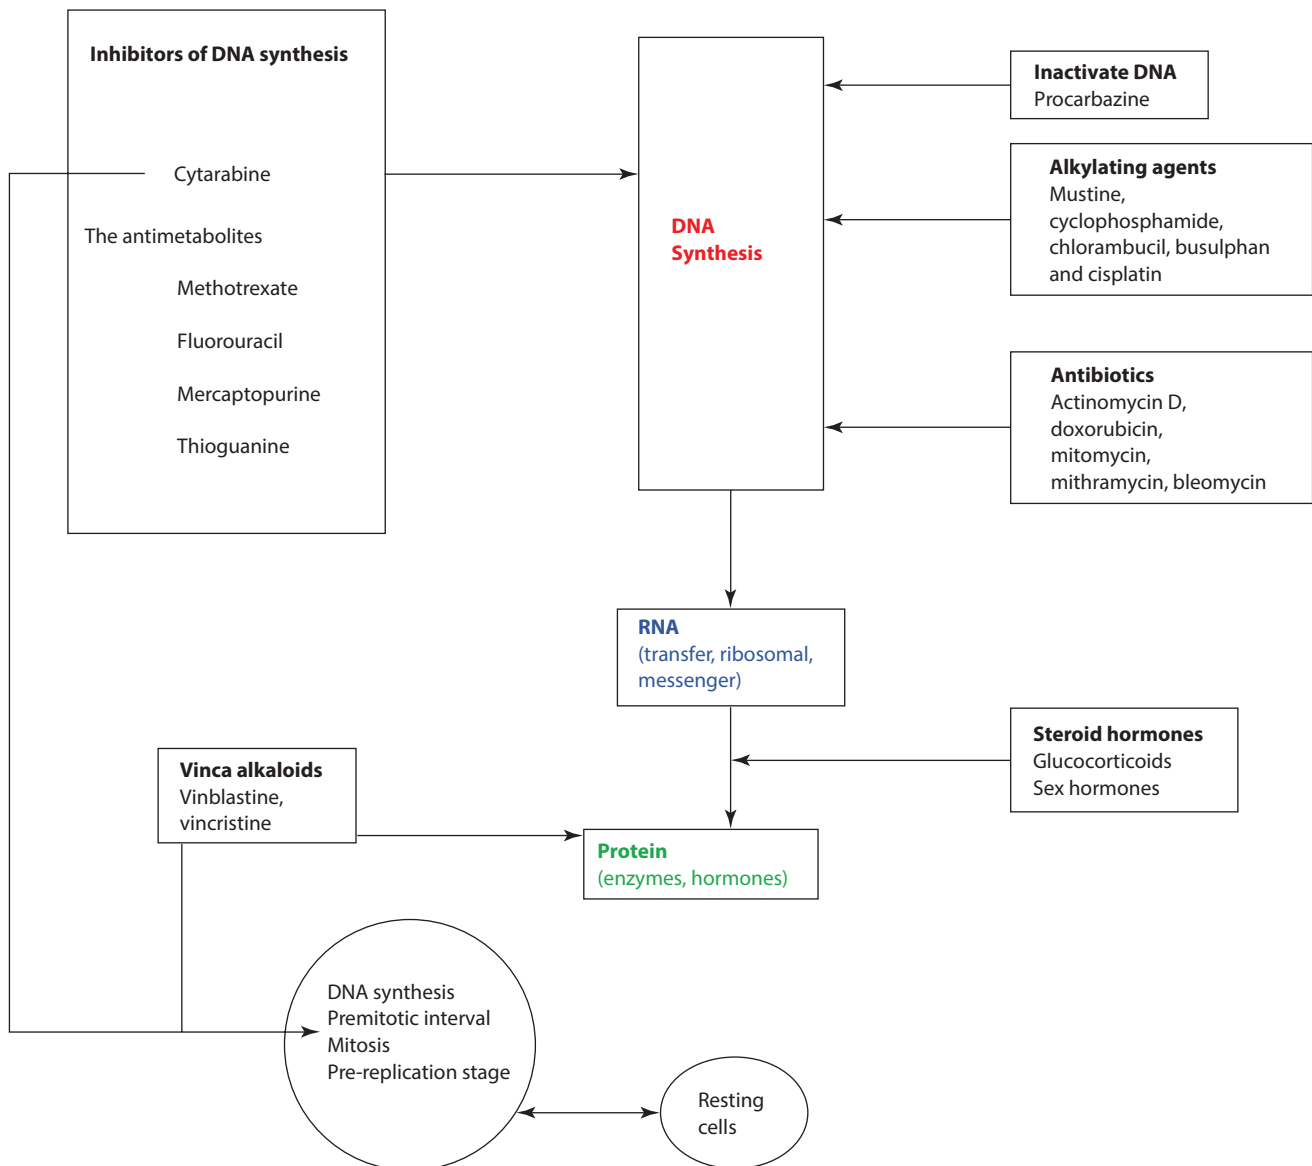 Inhibitors of DNA synthesis
Cytarabine
The antimetabolites
Methotrexate
Fluorouracil
Mercaptopurine
Thioguanine
DNA
Synthesis
Inactivate DNA
Procarbazine
Alkylating agents
Mustine,
cyclophosphamide,
chlorambucil, busulphan
and cisplatin
Antibiotics
Actinomycin D,
doxorubicin,
mitomycin,
mithramycin, bleomycin
RNA
(transfer, ribosomal,
messenger)
Steroid hormones
Glucocorticoids
Sex hormones
Vinca alkaloids
Vinblastine,
vincristine
Protein
(enzymes, hormones)
DNA synthesis
Premitotic interval
Mitosis
Pre-replication stage
Resting
cells